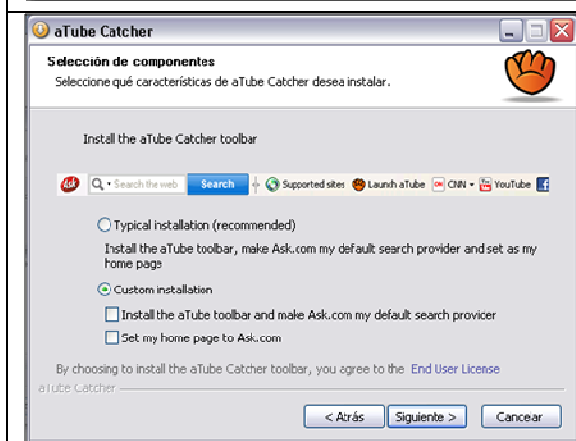 aTube Catcher
Selección de componentes
Seleccione qué características de aTube Catcher desea instalar.
Install the aTube Catcher toolbar
Ask Search the web Search Supported sites Launch aTube CNN YouTube
Typical installation (recommended)
Install the aTube toolbar, make Ask.com my default search provider and set as my
home page
Custom installation
Install the aTube toolbar and make Ask.com my default search provider
Set my home page to Ask.com
By choosing to install the aTube Catcher toolbar, you agree to the End User License
aTube Catcher
< Atrás Siguiente > Cancear